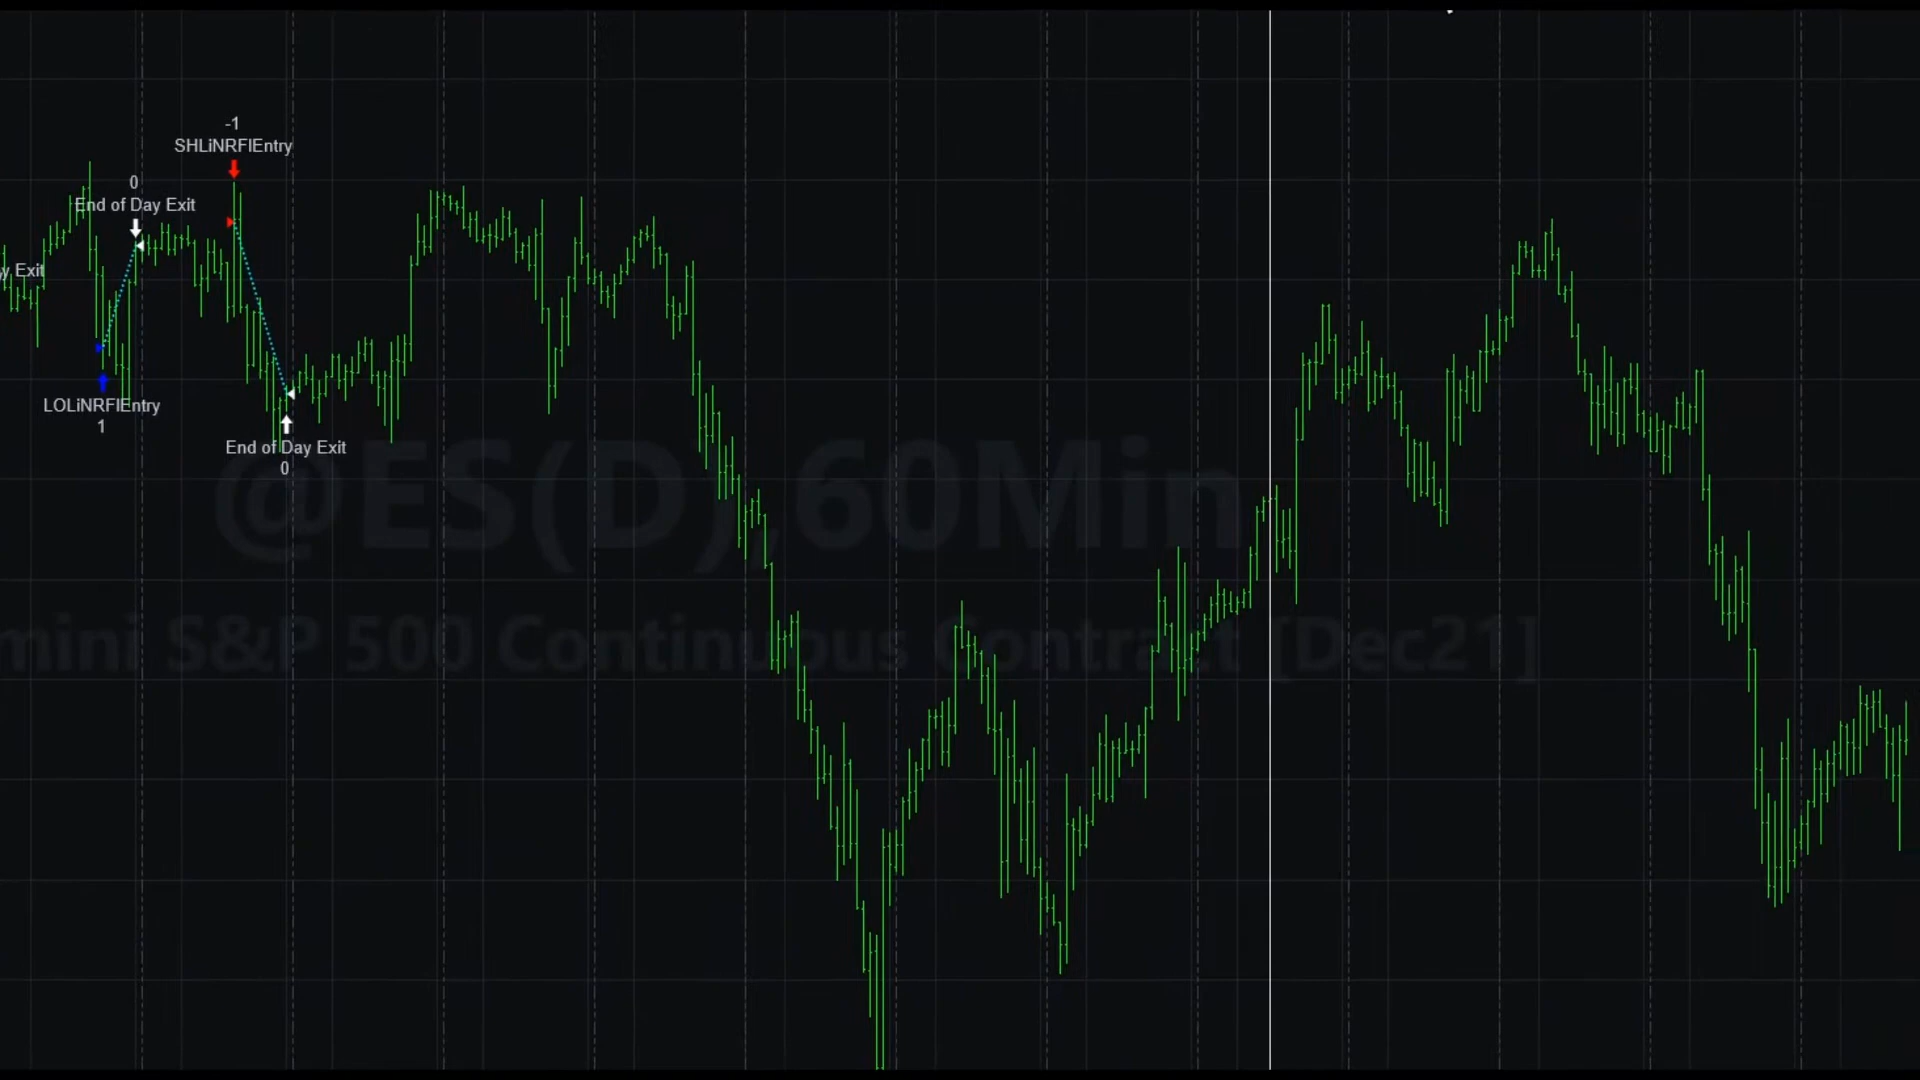 -1
SHLiNRFIEntry
0
End of Day Exit
y Exit
LOLiNRFIEntry
1
End of Day Exit
0
@ES(D),60Min
mini S&P 500 Continuous Contract [Dec21]